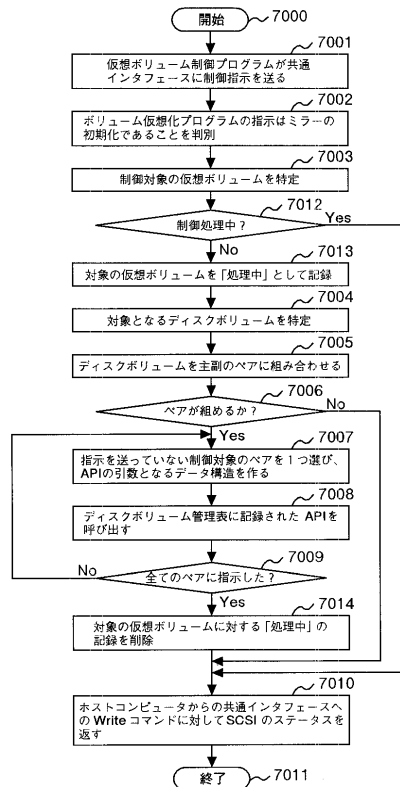 開始
7000
7001
仮想ボリューム制御プログラムが共通
インタフェースに制御指示を送る
7002
ボリューム仮想化プログラムの指示はミラーの
初期化であることを判別
7003
制御対象の仮想ボリュームを特定
7012
制御処理中？
Yes
No
7013
対象の仮想ボリュームを「処理中」として記録
7004
対象となるディスクボリュームを特定
7005
ディスクボリュームを主副のペアに組み合わせる
7006
ペアが組めるか？
No
Yes
7007
指示を送っていない制御対象のペアを１つ選び、
APIの引数となるデータ構造を作る
7008
ディスクボリューム管理表に記録された APIを
呼び出す
7009
全てのペアに指示した？
No
Yes
7014
対象の仮想ボリュームに対する「処理中」の
記録を削除
7010
ホストコンピュータからの共通インタフェースへ
の Write コマンドに対してSCSI のステータスを
返す
終了
7011